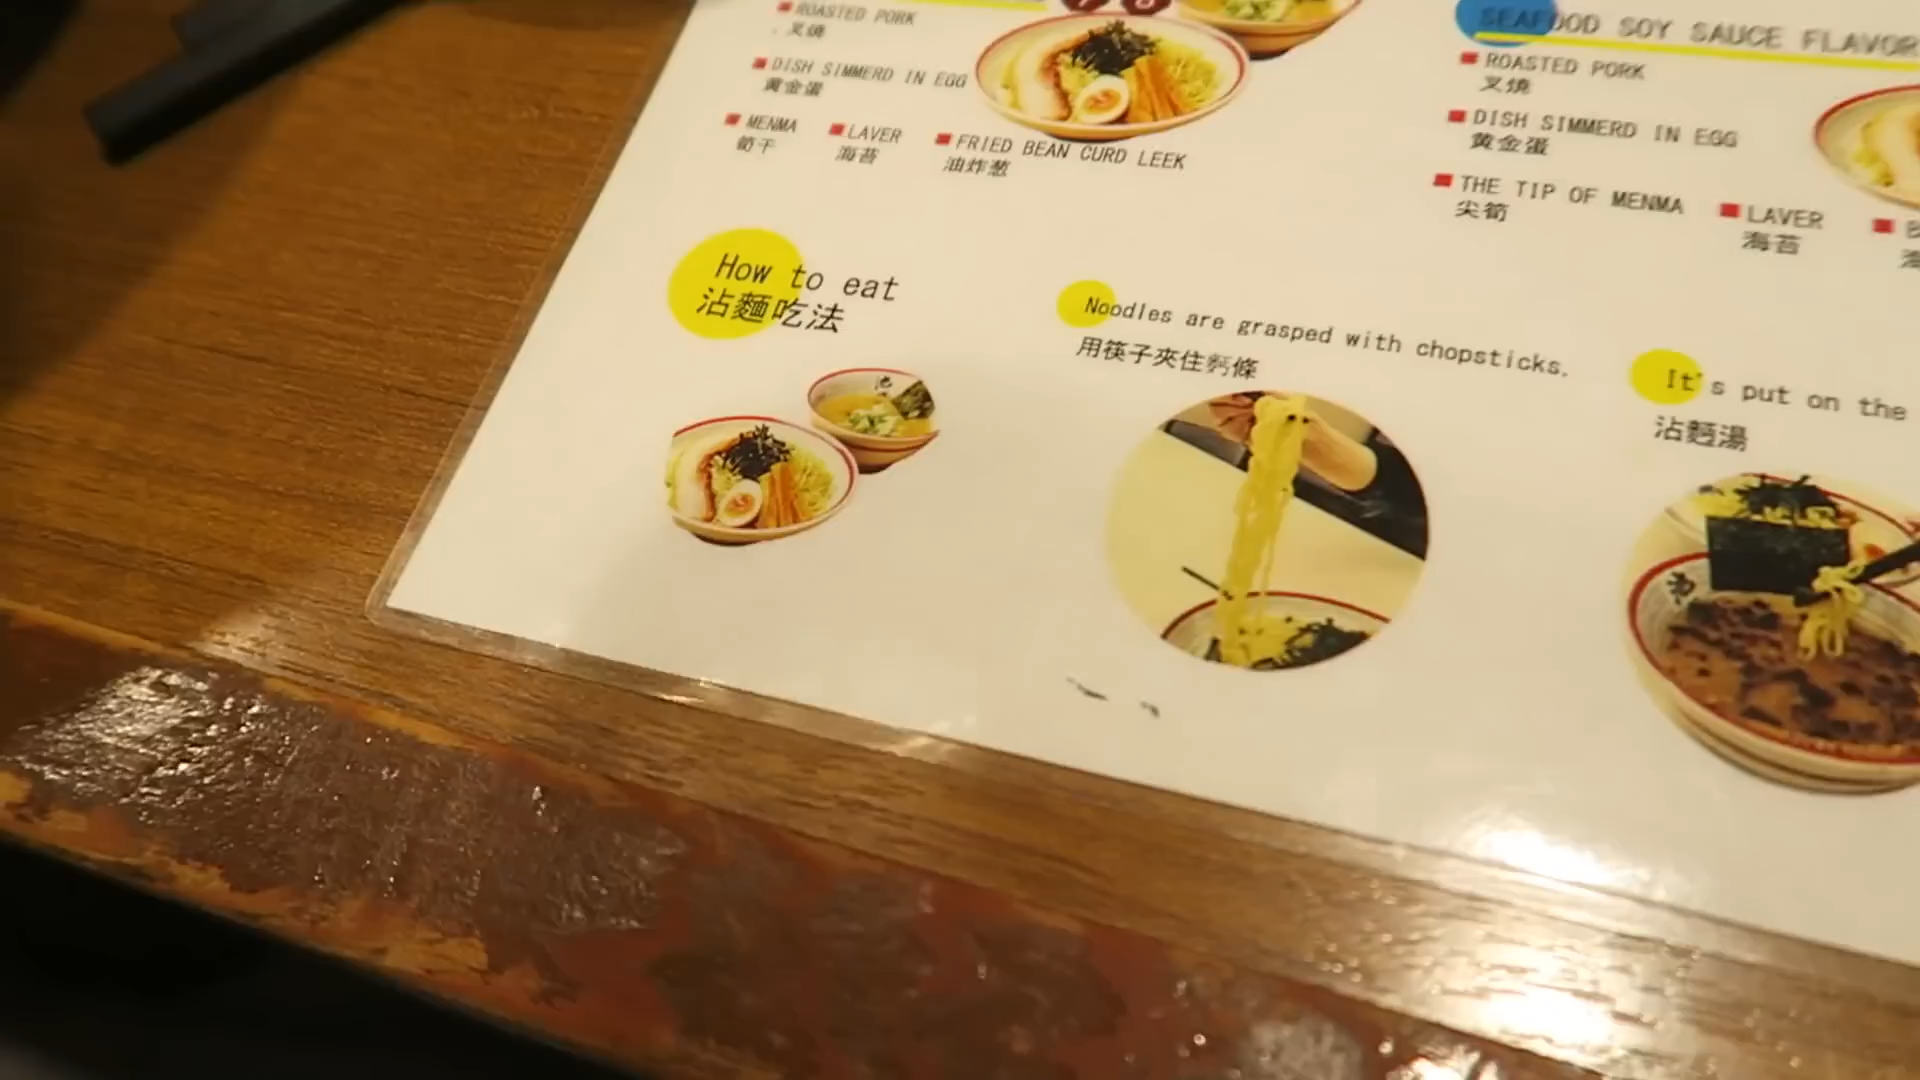 ROASTED PORK
叉燒
DISH SIMMERD IN EGG
黄金蛋
MENMA
筍干
LAVER
海苔
FRIED BEAN CURD LEEK
油炸葱
SEAFOOD SOY SAUCE FLAVOR
ROASTED PORK
叉燒
DISH SIMMERD IN EGG
黄金蛋
THE TIP OF MENMA
尖筍
LAVER
海苔
How to eat
沾麵吃法
Noodles are grasped with chopsticks.
用筷子夾住麪條
It's put on the
沾麵湯